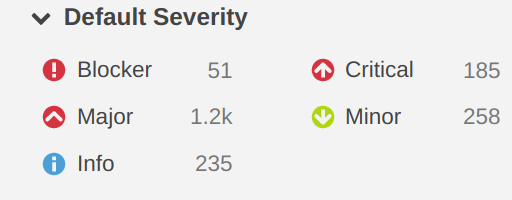 Default Severity
Blocker 51 Critical 185
Major 1.2k Minor 258
Info 235